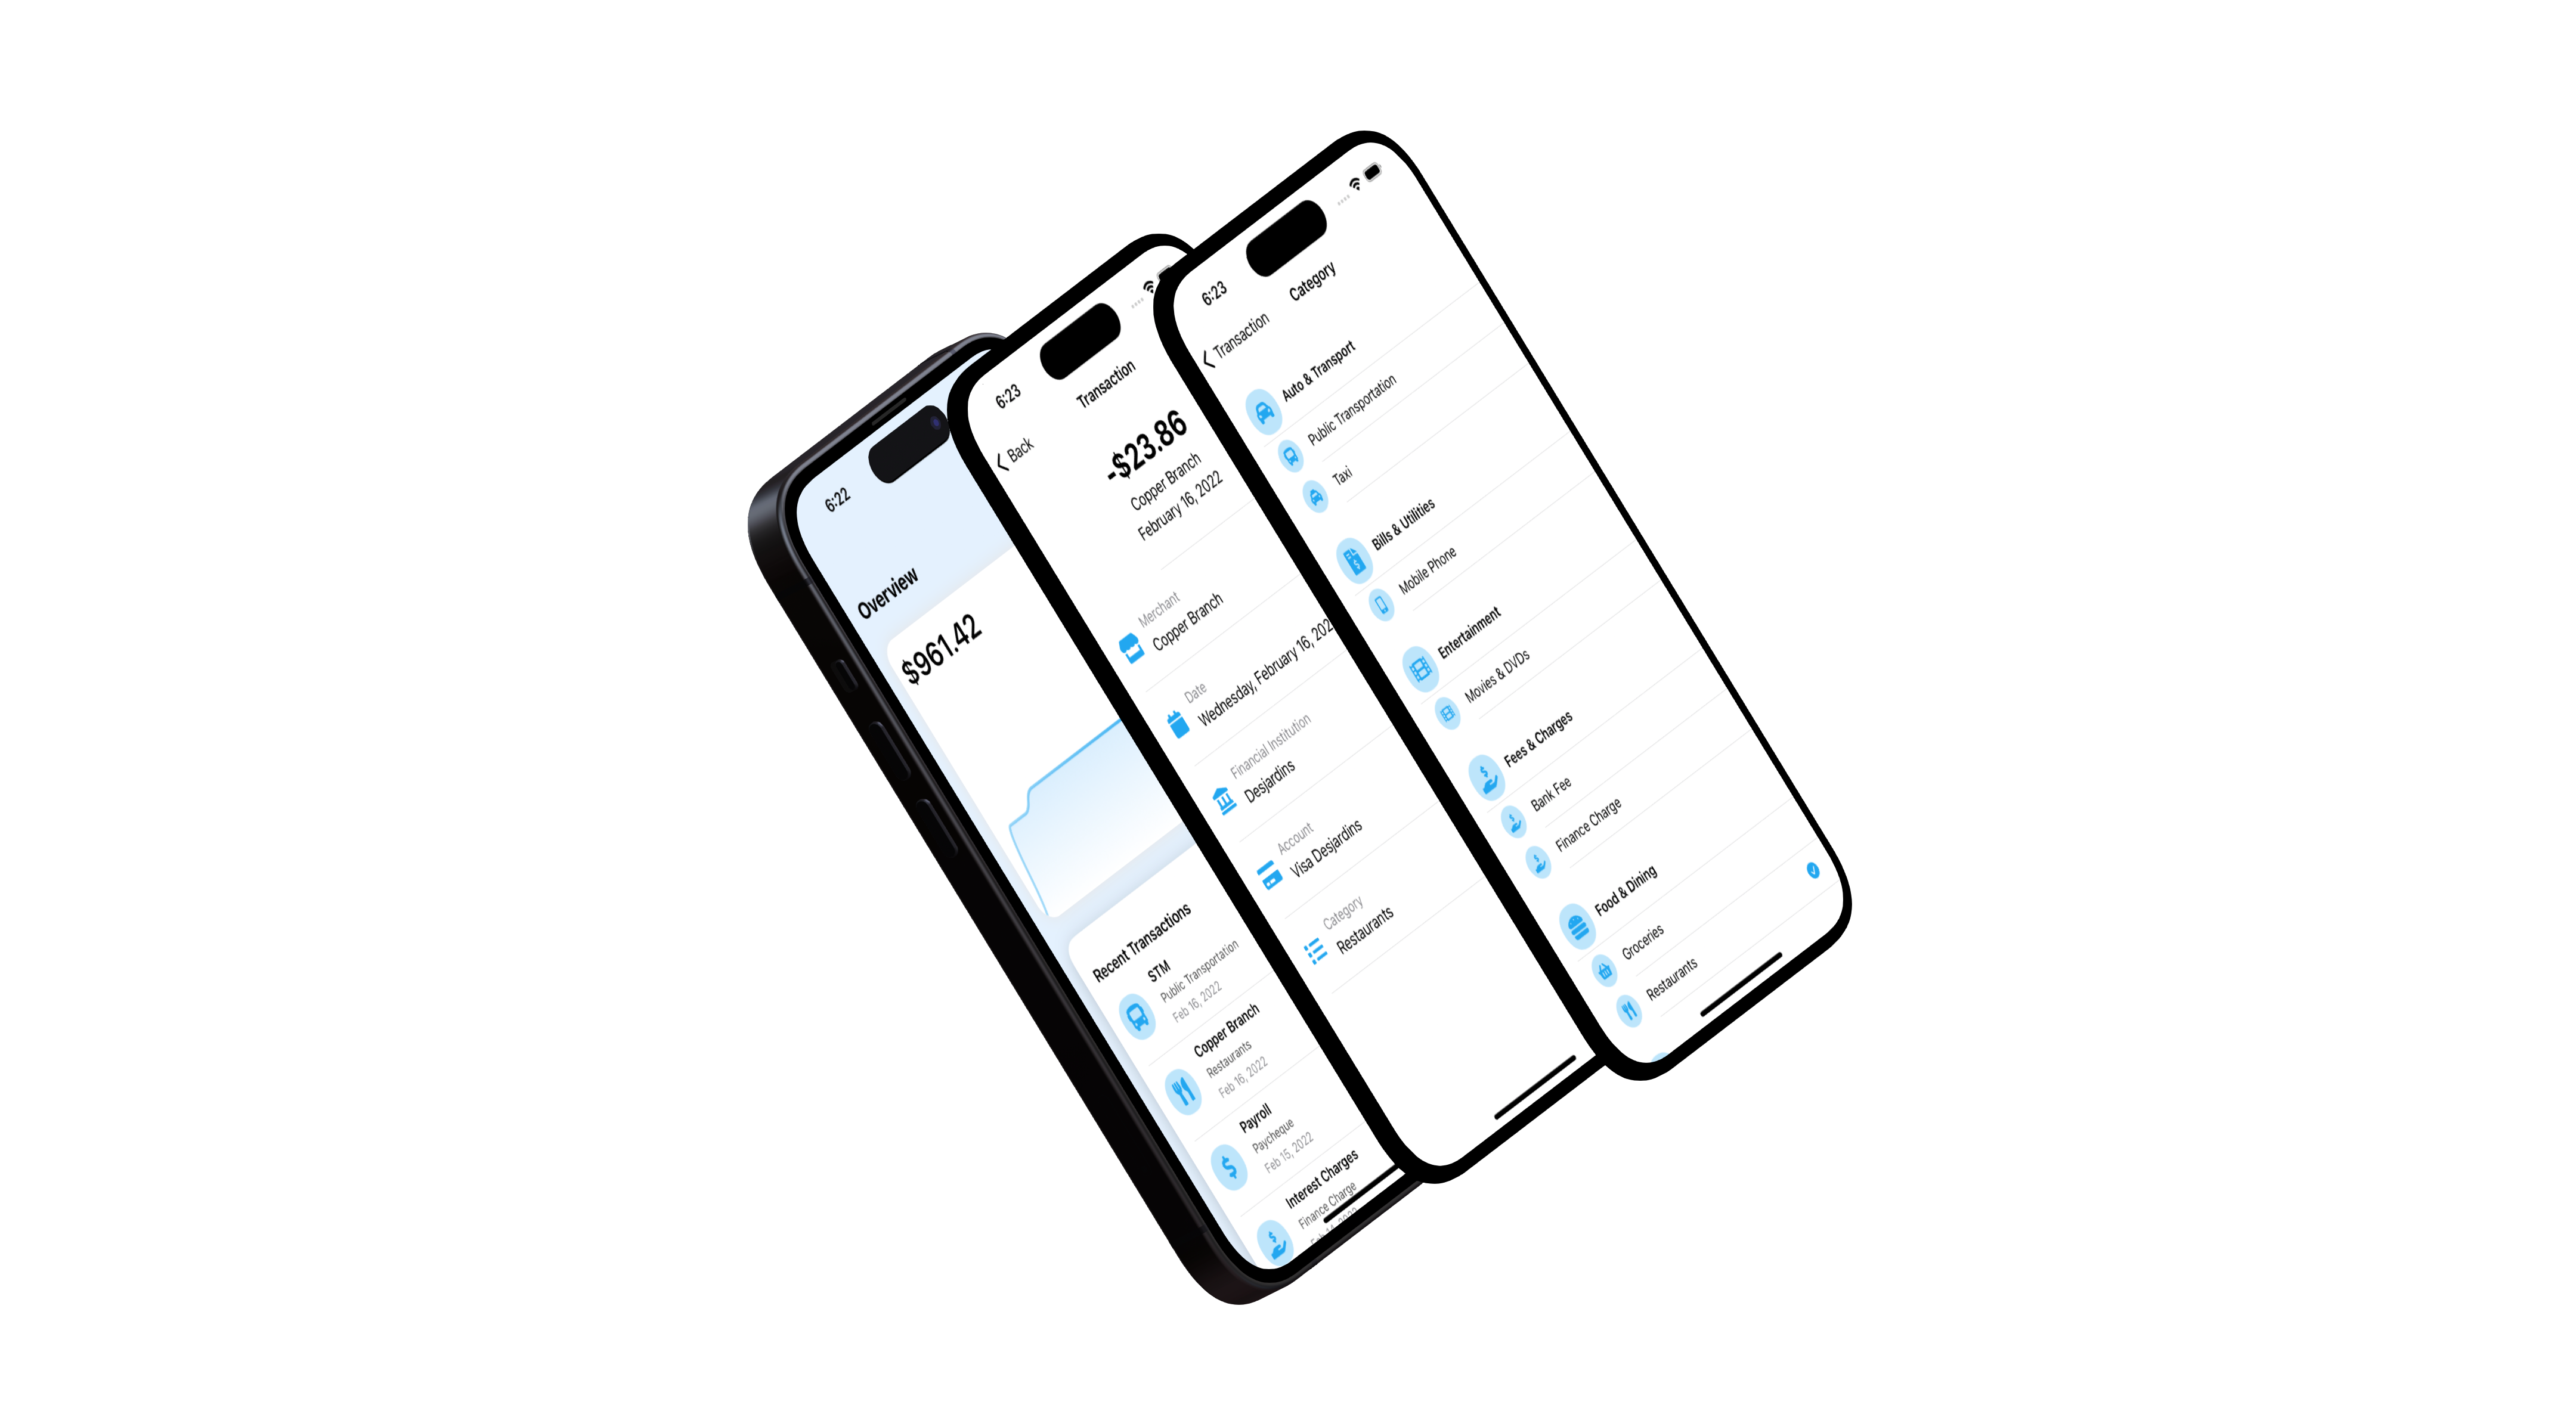 6:22
Overview
$961.42
Recent Transactions
STM
Public Transportation
Feb 16, 2022
Copper Branch
Restaurants
Feb 16, 2022
Payroll
Paycheque
Feb 15, 2022
Interest Charges
Finance Charge
6:23
Back
Transaction
-$23.86
Copper Branch
February 16, 2022
Merchant
Copper Branch
Date
Wednesday, February 16, 202
Financial Institution
Desjardins
Account
Visa Desjardins
Category
Restaurants
6:23
Transaction
Category
Auto & Transport
Public Transportation
Taxi
Bills & Utilities
Mobile Phone
Entertainment
Movies & DVDs
Fees & Charges
Bank Fee
Finance Charge
Food & Dining
Groceries
Restaurants